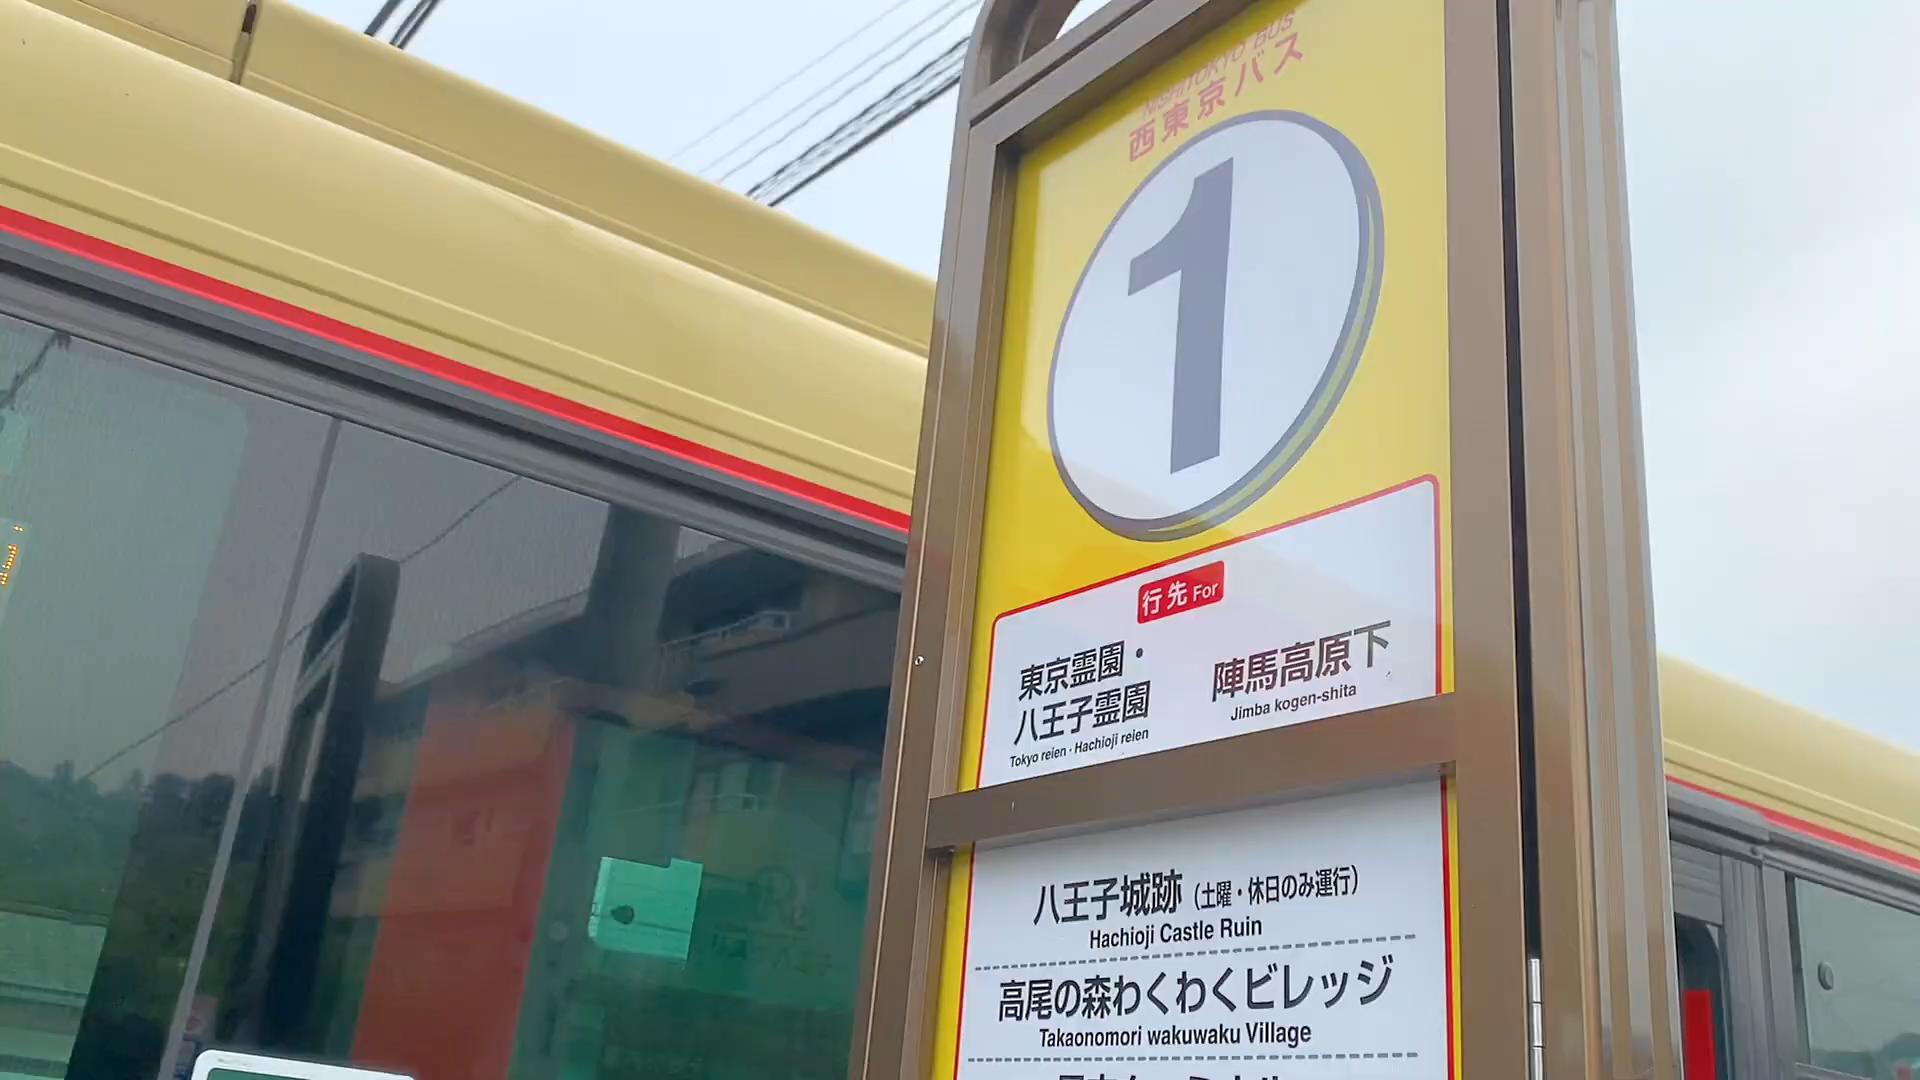 NISHITOKYO BUS
西東京バス
1
行先 For
東京霊園・
八王子霊園
Tokyo reien · Hachioji reien
陣馬高原下
Jimba kogen-shita
八王子城跡（土曜・休日のみ運行）
Hachioji Castle Ruin
高尾の森わくわくビレッジ
Takaonomori wakuwaku Village